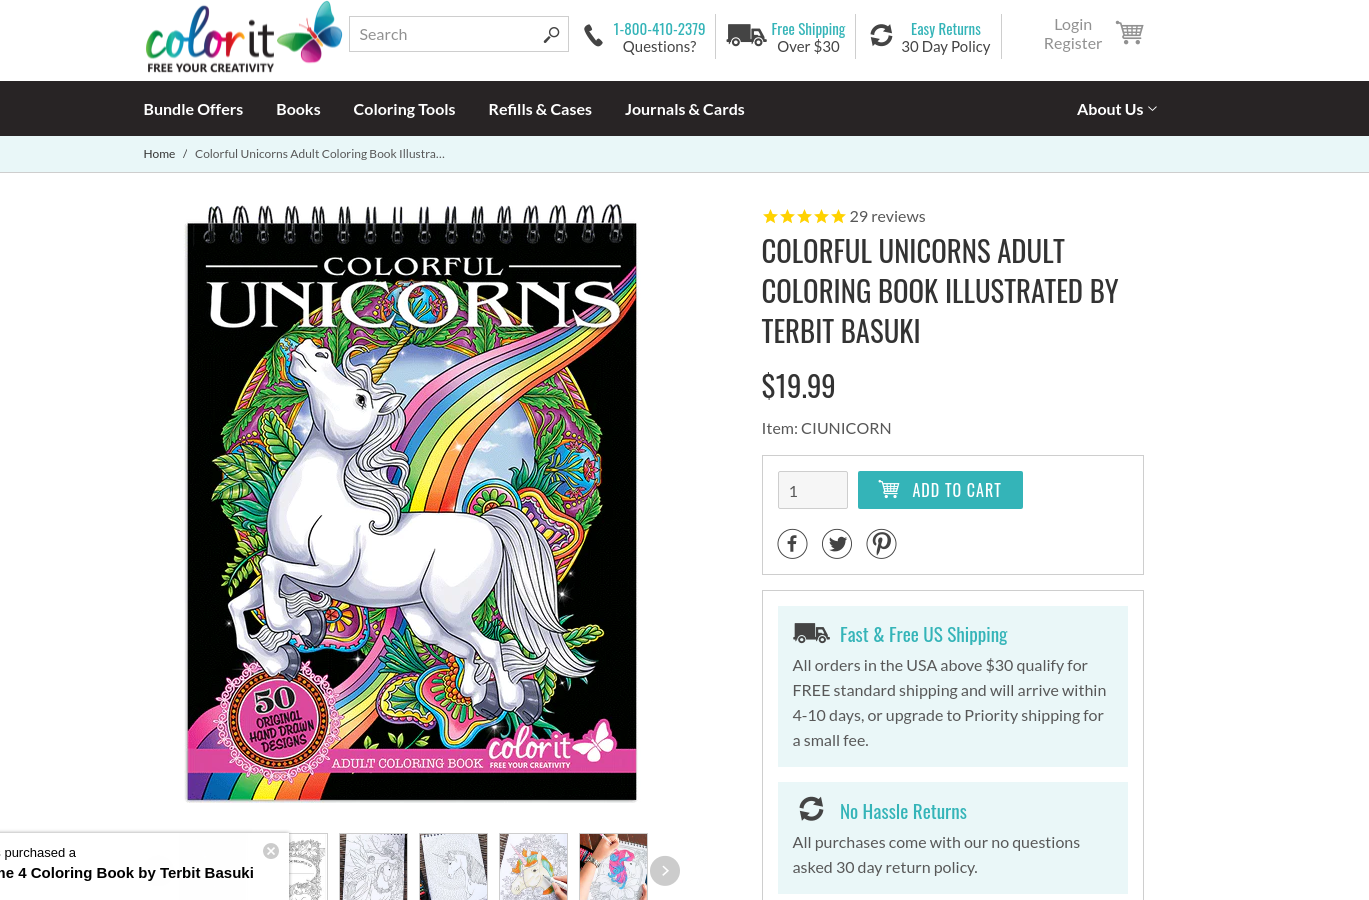 colorit
FREE YOUR CREATIVITY
Search
1-800-410-2379
Questions?
Free Shipping
Over $30
Easy Returns
30 Day Policy
Login
Register
Bundle Offers
Books
Coloring Tools
Refills & Cases
Journals & Cards
About Us
Home / Colorful Unicorns Adult Coloring Book Illustra...
COLORFUL
UNICORNS
50
ORIGINAL
HAND DRAWN
DESIGNS
ADULT COLORING BOOK
colorit
FREE YOUR CREATIVITY
29 reviews
COLORFUL UNICORNS ADULT
COLORING BOOK ILLUSTRATED BY
TERBIT BASUKI
$19.99
Item: CIUNICORN
1
ADD TO CART
Fast & Free US Shipping
All orders in the USA above $30 qualify for
FREE standard shipping and will arrive within
4-10 days, or upgrade to Priority shipping for
a small fee.
No Hassle Returns
All purchases come with our no questions
asked 30 day return policy.
purchased a
4 Coloring Book by Terbit Basuki